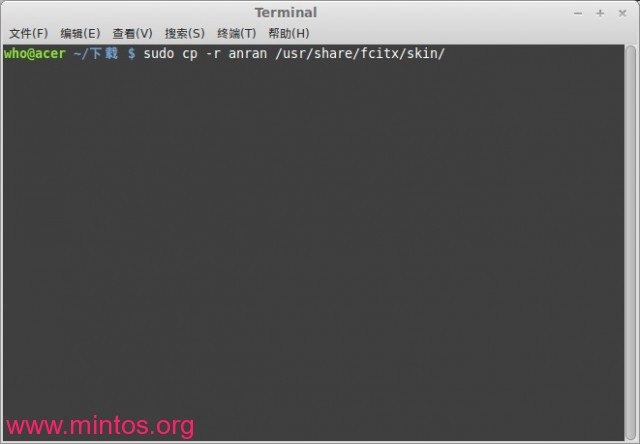 Terminal
文件(F) 编辑(E) 查看(V) 搜索(S) 终端(T) 帮助(H)
who@acer ~/下载 $ sudo cp -r anran /usr/share/fcitx/skin/
www.mintos.org